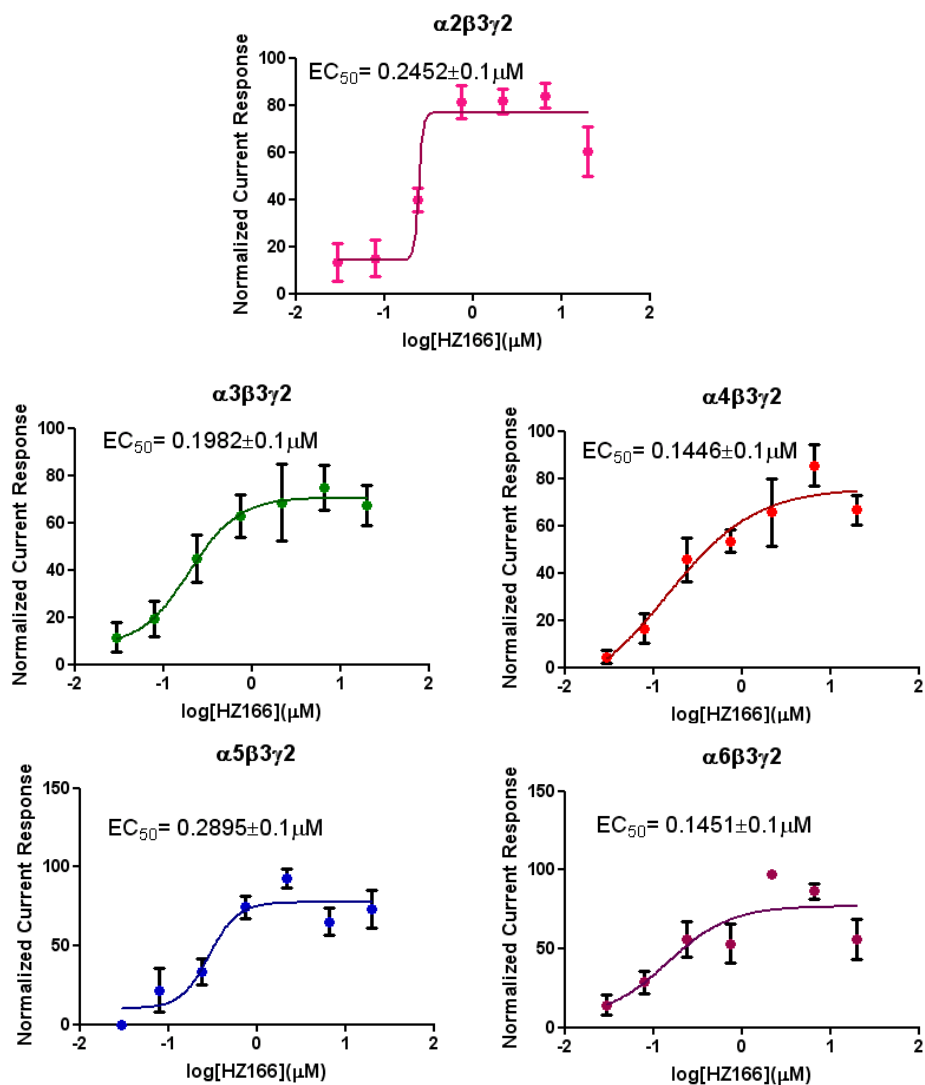 α2β3γ2
EC50= 0.2452±0.1μM
Normalized Current Response
100
80
60
40
20
0
-2
-1
0
1
2
log[HZ166](μM)
α3β3γ2
EC50= 0.1982±0.1μM
Normalized Current Response
100
80
60
40
20
0
-2
-1
0
1
2
log[HZ166](μM)
α4β3γ2
EC50= 0.1446±0.1μM
Normalized Current Response
100
80
60
40
20
0
-2
-1
0
1
2
log[HZ166](μM)
α5β3γ2
EC50= 0.2895±0.1μM
Normalized Current Response
150
100
50
0
-2
-1
0
1
2
log[HZ166](μM)
α6β3γ2
EC50= 0.1451±0.1μM
Normalized Current Response
150
100
50
0
-2
-1
0
1
2
log[HZ166](μM)